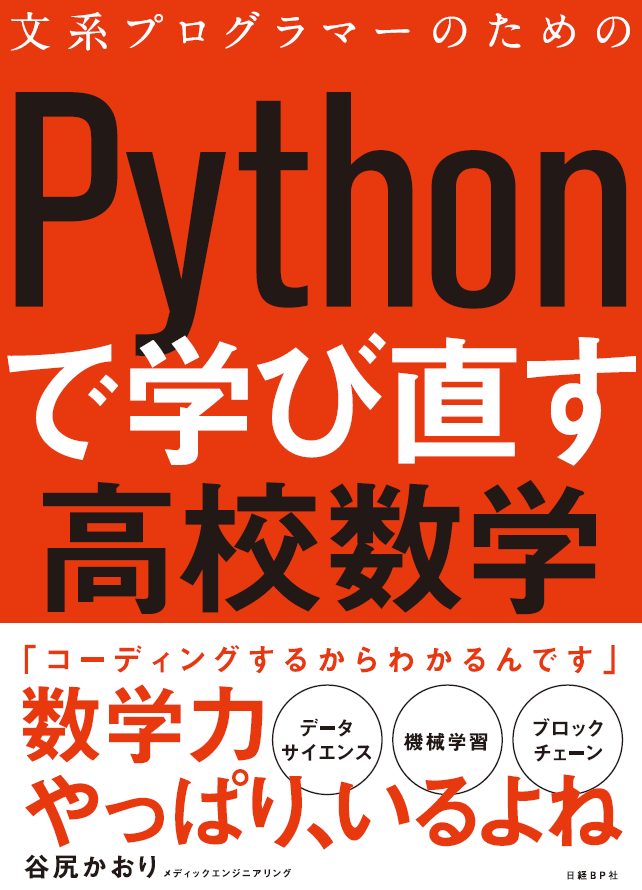 文系プログラマーのための
Python
で学び直す
高校数学
「コーディングするからわかるんです」
数学力
データ
サイエンス
機械学習
ブロック
チェーン
やっぱり、いるよね
谷尻かおり メディックエンジニアリング
日経BP社